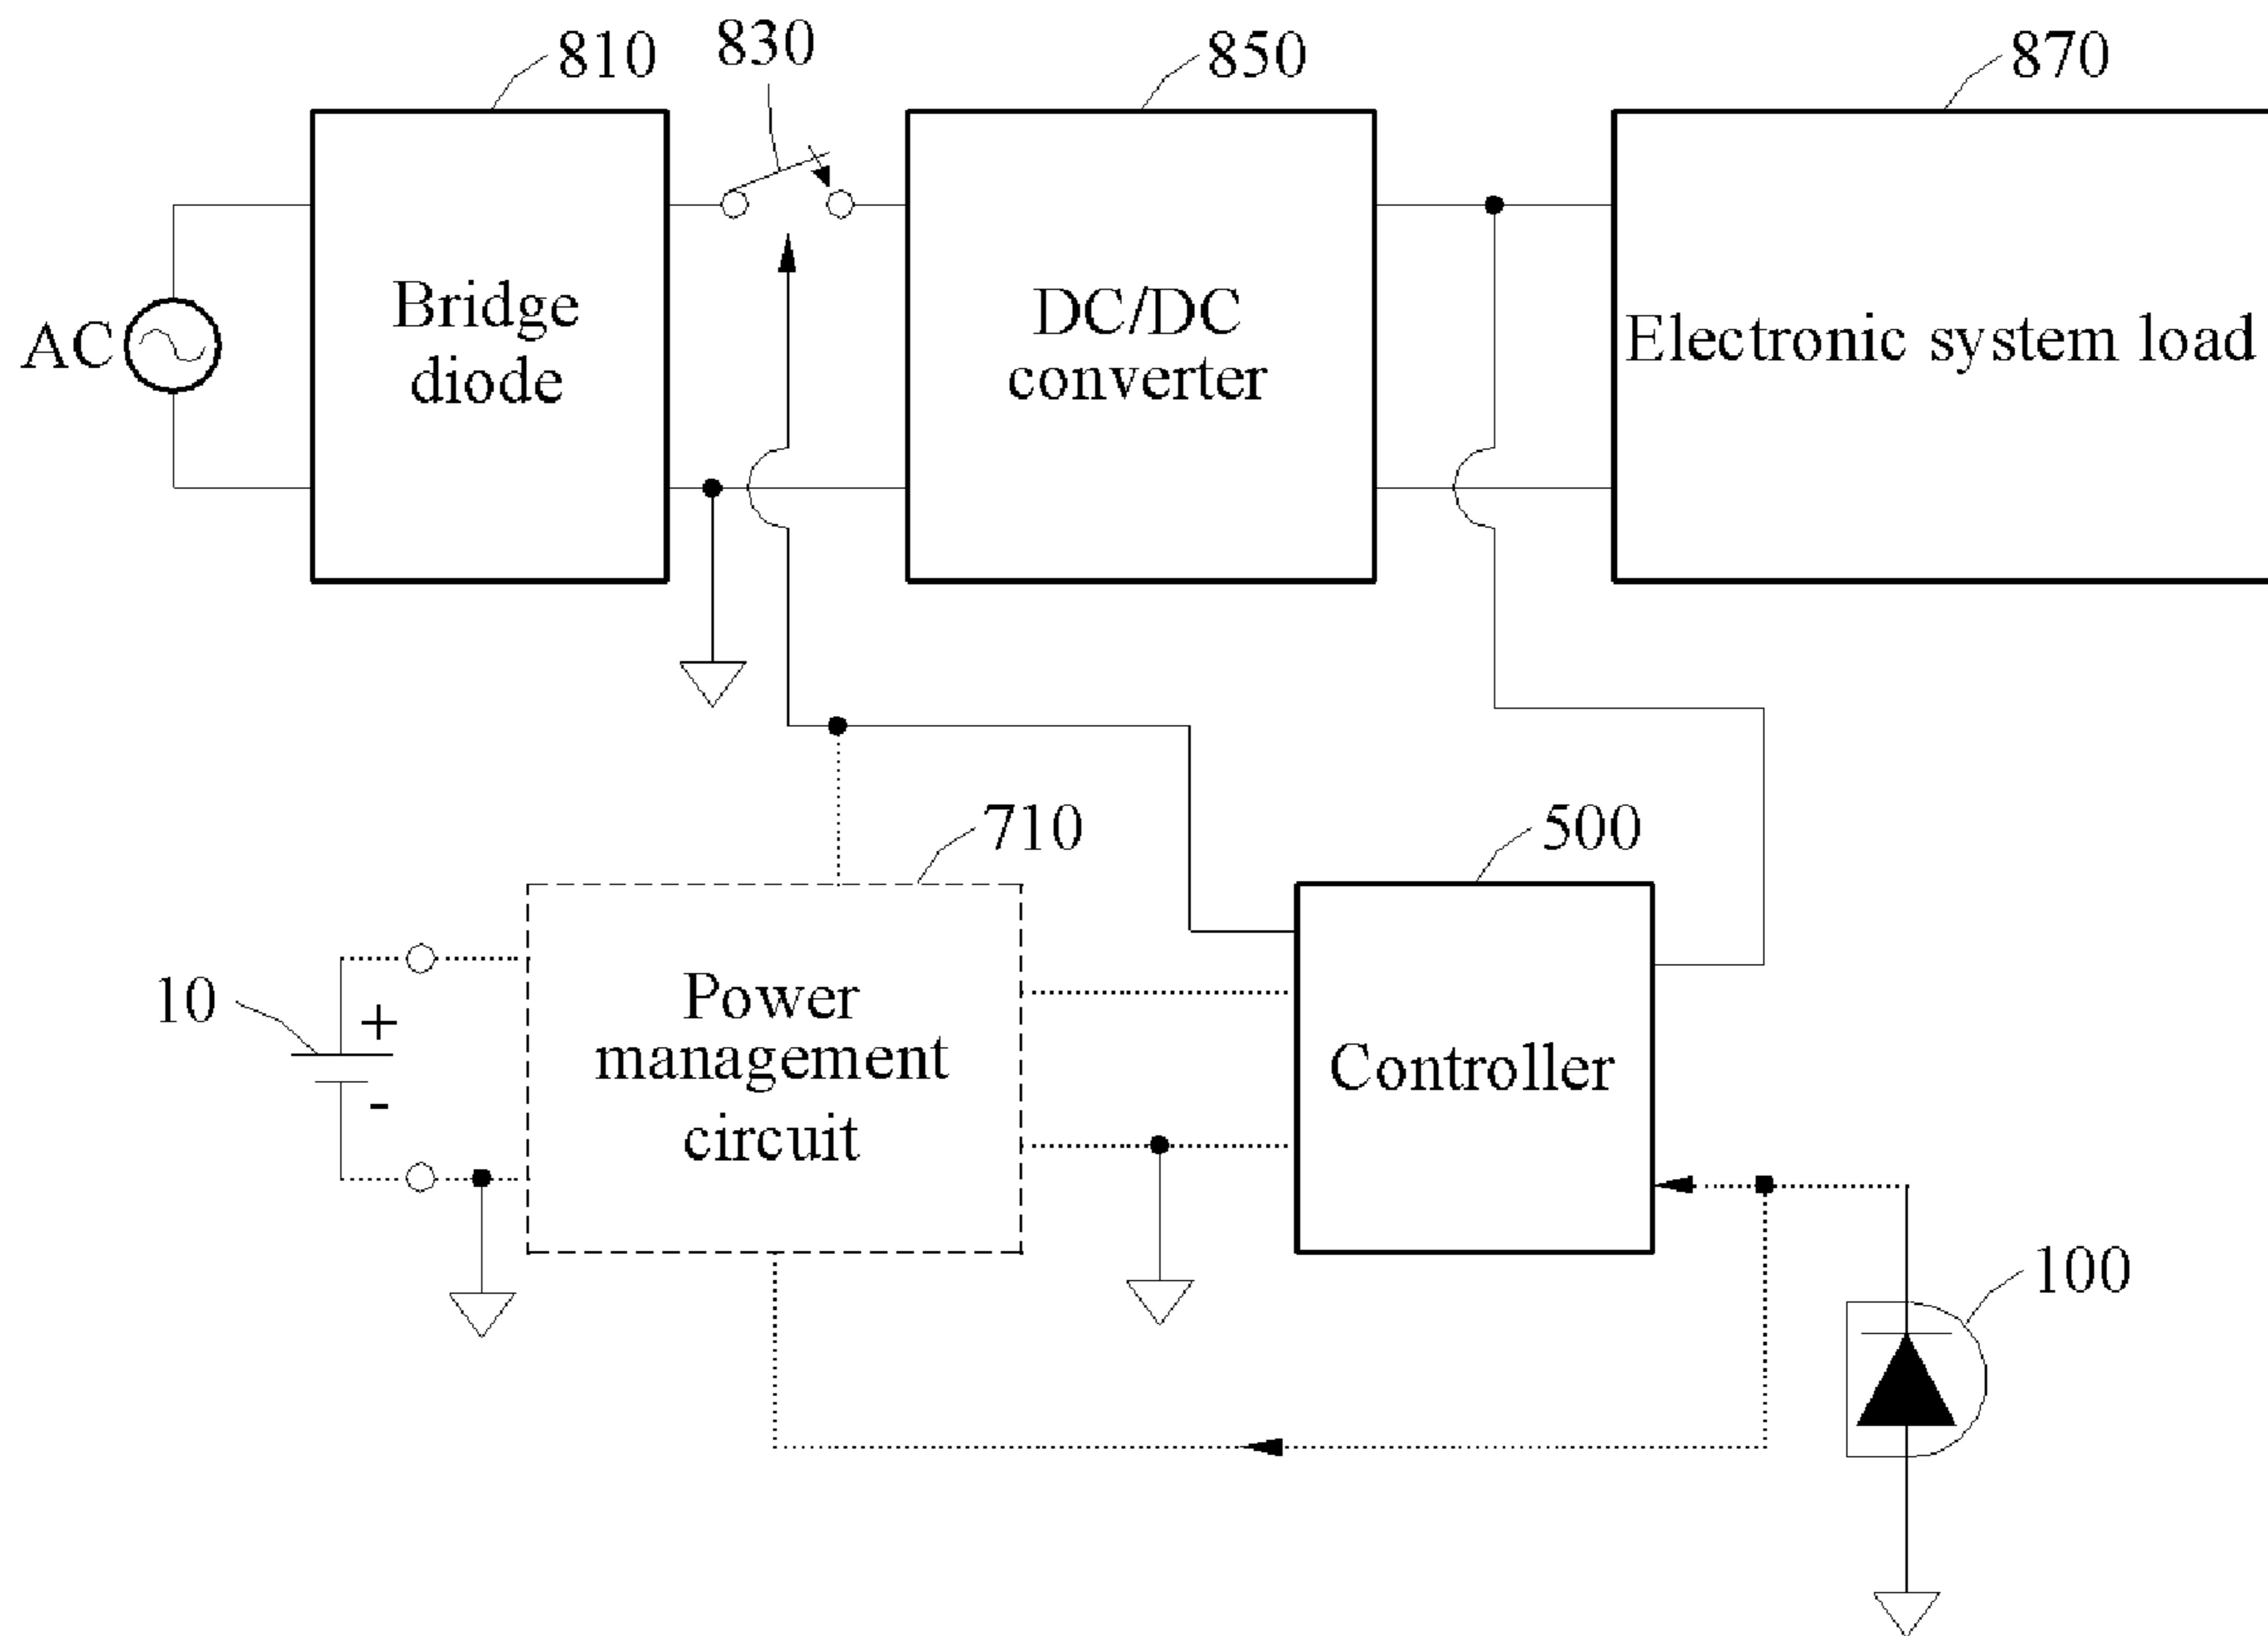 810
830
850
870
AC
Bridge
diode
DC/DC
converter
Electronic system load
710
500
10
+
-
Power
management
circuit
Controller
100